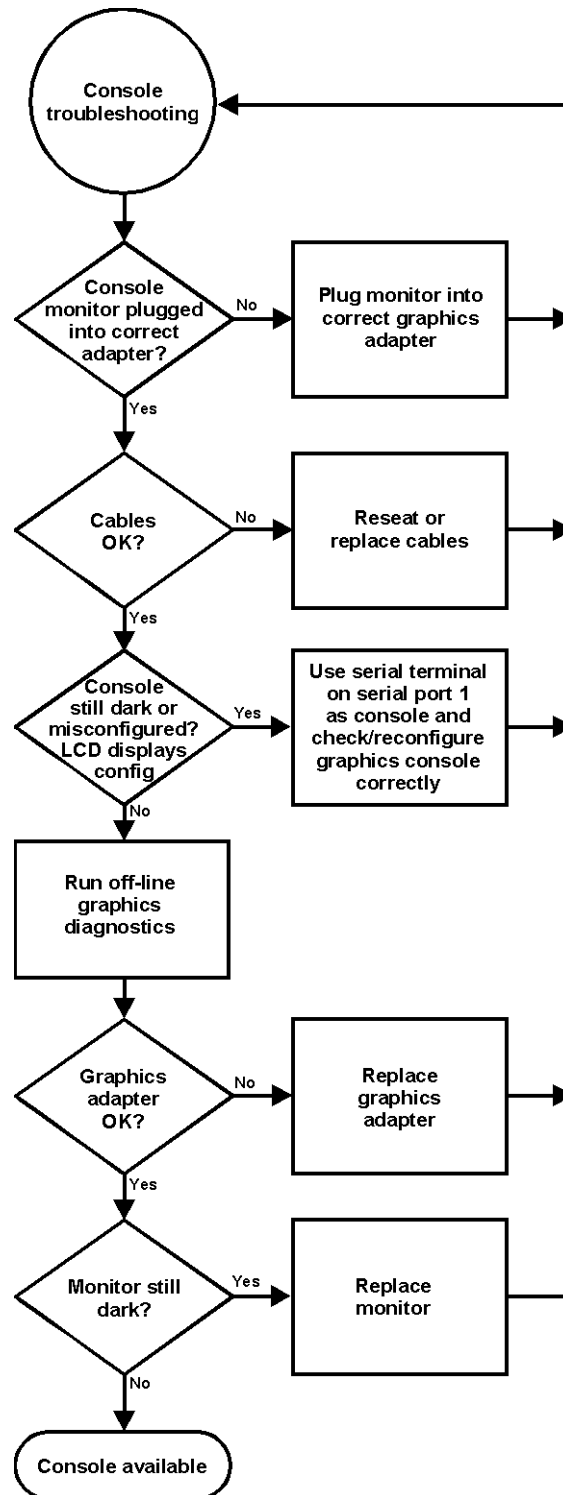 Console
troubleshooting
Console
monitor plugged
into correct
adapter?
No
Plug monitor into
correct graphics
adapter
Yes
Cables
OK?
No
Reseat or
replace cables
Yes
Console
still dark or
misconfigured?
LCD displays
config
Yes
Use serial terminal
on serial port 1
as console and
check/reconfigure
graphics console
correctly
No
Run off-line
graphics
diagnostics
Graphics
adapter
OK?
No
Replace
graphics
adapter
Yes
Monitor still
dark?
Yes
Replace
monitor
No
Console available